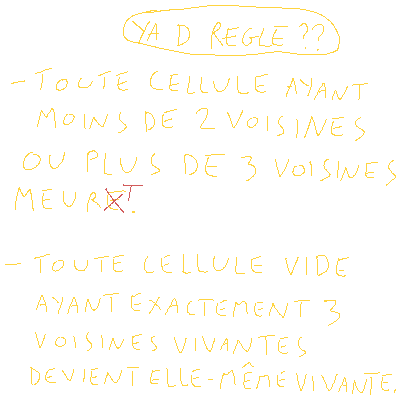 YA D REGLE ??
- TOUTE CELLULE AYANT
MOINS DE 2 VOISINES
OU PLUS DE 3 VOISINES
MEURT.
- TOUTE CELLULE VIDE
AYANT EXACTEMENT 3
VOISINES VIVANTES
DEVIENT ELLE-MÊME VIVANTE.